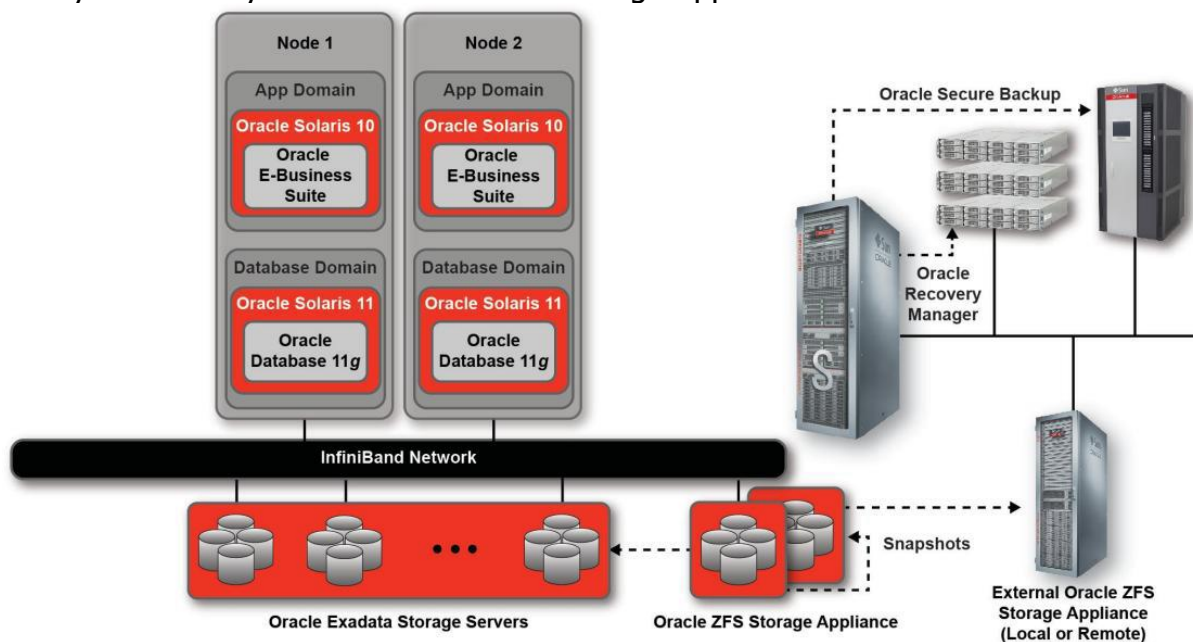 Node 1
Node 2
App Domain
App Domain
Oracle Solaris 10
Oracle Solaris 10
Oracle
E-Business
Suite
Oracle
E-Business
Suite
Database Domain
Database Domain
Oracle Solaris 11
Oracle Solaris 11
Oracle
Database 11g
Oracle
Database 11g
InfiniBand Network
Oracle Exadata Storage Servers
Oracle ZFS Storage Appliance
Snapshots
Oracle Secure Backup
Oracle
Recovery
Manager
External Oracle ZFS
Storage Appliance
(Local or Remote)
Sun
ORACLE
Sun